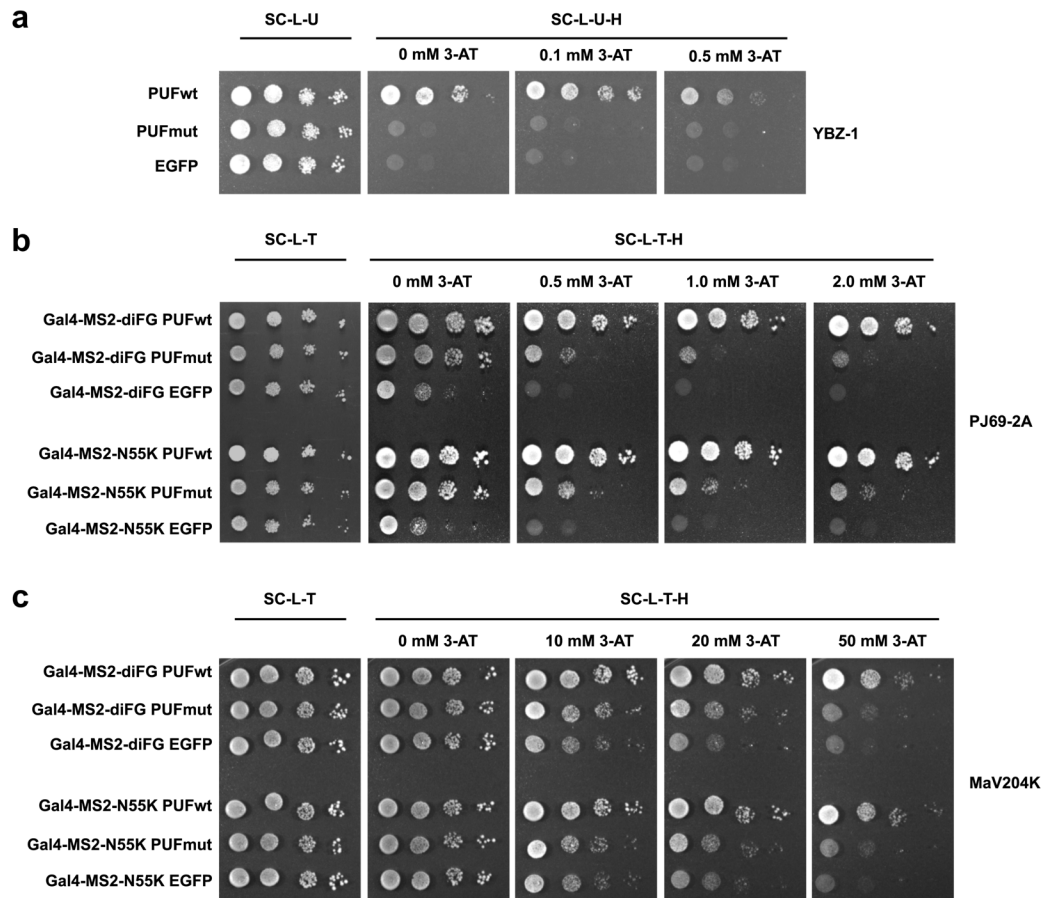 a
SC-L-U
SC-L-U-H
0 mM 3-AT
0.1 mM 3-AT
0.5 mM 3-AT
PUFwt
PUFmut
EGFP
YBZ-1
b
SC-L-T
SC-L-T-H
0 mM 3-AT
0.5 mM 3-AT
1.0 mM 3-AT
2.0 mM 3-AT
Gal4-MS2-diFG PUFwt
Gal4-MS2-diFG PUFmut
Gal4-MS2-diFG EGFP
Gal4-MS2-N55K PUFwt
Gal4-MS2-N55K PUFmut
Gal4-MS2-N55K EGFP
PJ69-2A
c
SC-L-T
SC-L-T-H
0 mM 3-AT
10 mM 3-AT
20 mM 3-AT
50 mM 3-AT
Gal4-MS2-diFG PUFwt
Gal4-MS2-diFG PUFmut
Gal4-MS2-diFG EGFP
Gal4-MS2-N55K PUFwt
Gal4-MS2-N55K PUFmut
Gal4-MS2-N55K EGFP
MaV204K